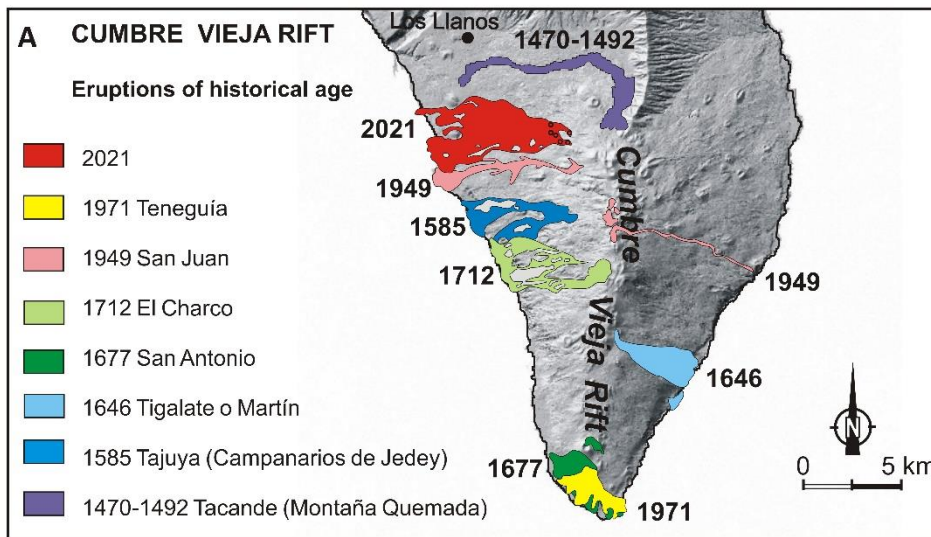 A CUMBRE VIEJA RIFT
Eruptions of historical age
2021
1971 Teneguía
1949 San Juan
1712 El Charco
1677 San Antonio
1646 Tigalate o Martín
1585 Tajuya (Campanarios de Jedey)
1470-1492 Tacande (Montaña Quemada)
Los Llanos
1470-1492
2021
1949
1585
1712
1949
1646
1677
1971
Cumbre Vieja Rift
N
0 5 km